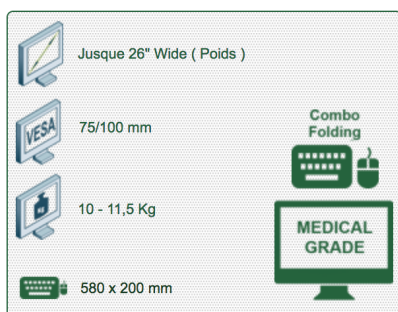 Jusque 26" Wide ( Poids )
VESA
75/100 mm
KG
10 - 11,5 Kg
580 x 200 mm
Combo
Folding
MEDICAL
GRADE